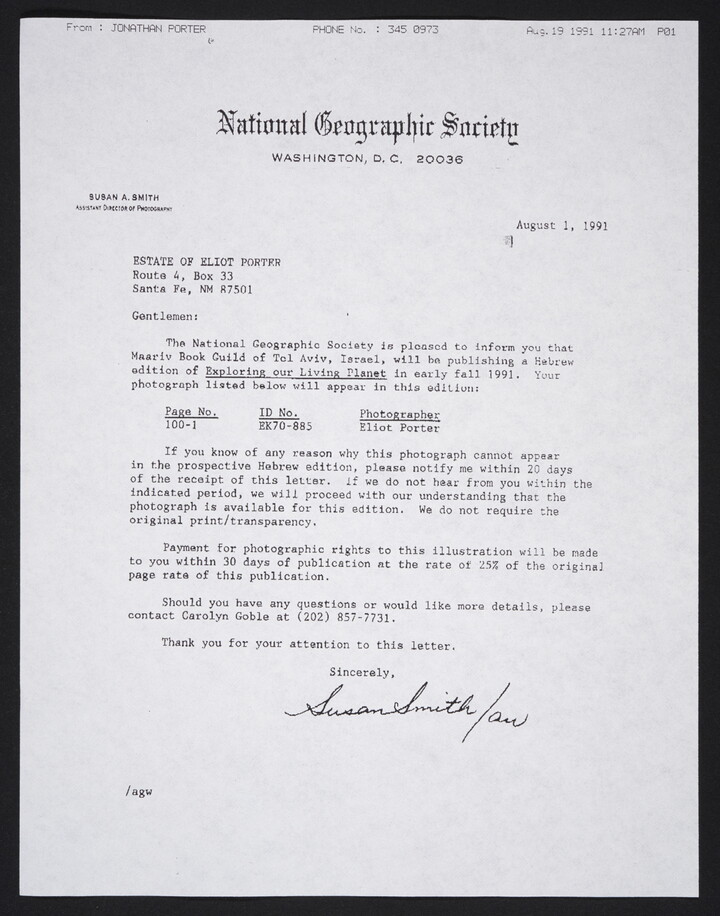 From : JONATHAN PORTER PHONE No. : 345 0973 Aug.19 1991 11:27AM P01
National Geographic Society
WASHINGTON, D. C. 20036
SUSAN A. SMITH
ASSISTANT DIRECTOR OF PHOTOGRAPHY
August 1, 1991
ESTATE OF ELIOT PORTER
Route 4, Box 33
Santa Fe, NM 87501
Gentlemen:
The National Geographic Society is pleased to inform you that
Maariv Book Guild of Tel Aviv, Israel, will be publishing a Hebrew
edition of Exploring our Living Planet in early fall 1991. Your
photograph listed below will appear in this edition:
Page No. ID No. Photographer
100-1 EK70-885 Eliot Porter
If you know of any reason why this photograph cannot appear
in the prospective Hebrew edition, please notify me within 20 days
of the receipt of this letter. If we do not hear from you within the
indicated period, we will proceed with our understanding that the
photograph is available for this edition. We do not require the
original print/transparency.
Payment for photographic rights to this illustration will be made
to you within 30 days of publication at the rate of 25% of the original
page rate of this publication.
Should you have any questions or would like more details, please
contact Carolyn Goble at (202) 857-7731.
Thank you for your attention to this letter.
Sincerely,
Susan Smith/aw
/agw